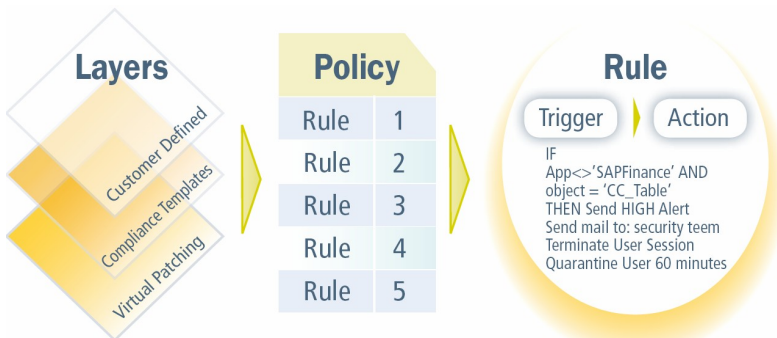 Layers
Customer Defined
Compliance Templates
Virtual Patching
Policy
Rule 1
Rule 2
Rule 3
Rule 4
Rule 5
Rule
Trigger Action
IF
App<>'SAPFinance' AND
object = 'CC_Table'
THEN Send HIGH Alert
Send mail to: security teem
Terminate User Session
Quarantine User 60 minutes